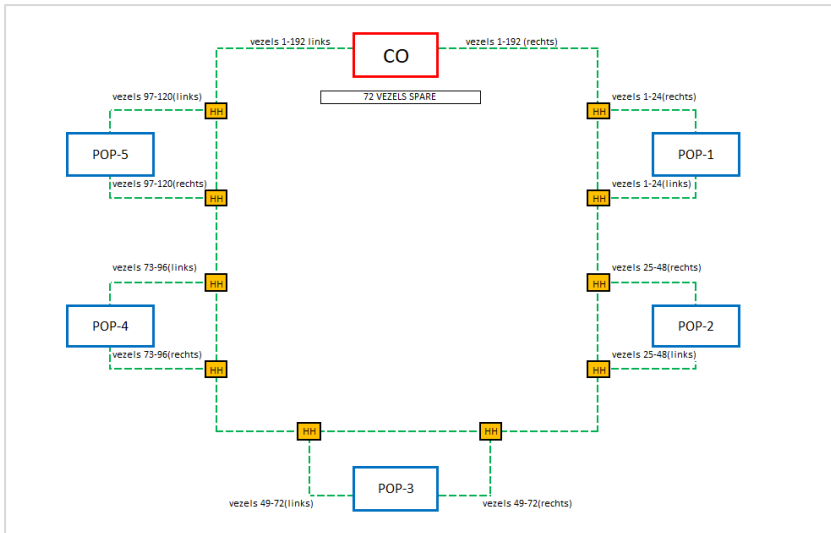 vezels 1-192 links
CO
vezels 1-192 (rechts)
72 VEZELS SPARE
vezels 97-120(links)
HH
HH
vezels 1-24(rechts)
POP-5
POP-1
vezels 97-120(rechts)
HH
HH
vezels 1-24(links)
vezels 73-96(links)
HH
HH
vezels 25-48(rechts)
POP-4
POP-2
vezels 73-96(rechts)
HH
HH
vezels 25-48(links)
HH
HH
POP-3
vezels 49-72(links)
vezels 49-72(rechts)